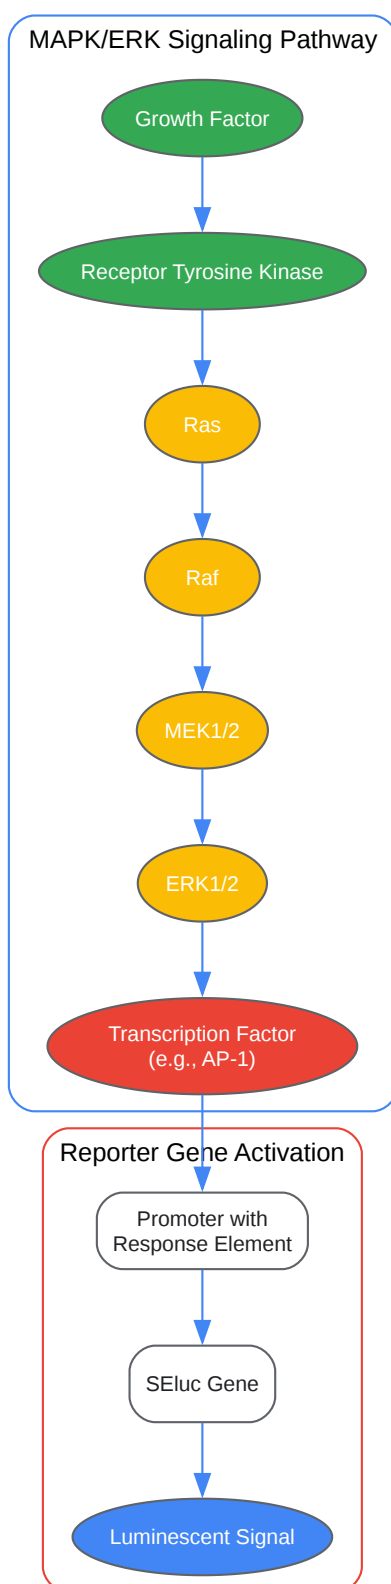 MAPK/ERK Signaling Pathway
Growth Factor
Receptor Tyrosine Kinase
Ras
Raf
MEK1/2
ERK1/2
Transcription Factor
(e.g., AP-1)
Reporter Gene Activation
Promoter with
Response Element
SEluc Gene
Luminescent Signal